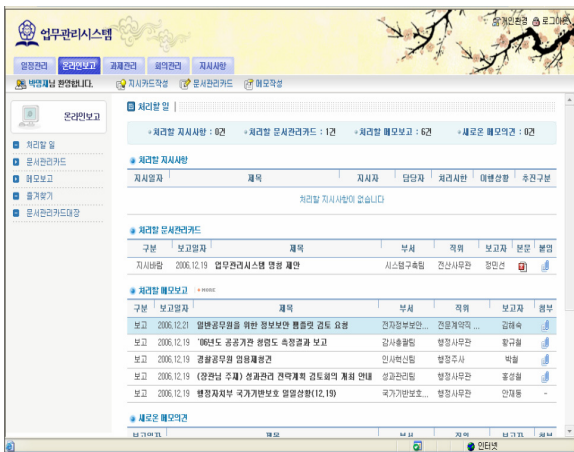 업무관리시스템
개인환경 로그아웃
일정관리 온라인보고 과제관리 회의관리 지시사항
박명재님 환영합니다. 지시카드작성 문서관리카드 메모작성
온라인보고
처리할 일
문서관리카드
메모보고
즐겨찾기
문서관리카드대장
처리할 일
처리할 지시사항 : 0건 처리할 문서관리카드 : 1건 처리할 메모보고 : 6건 새로온 메모의견 : 0건
처리할 지시사항
지시일자 제목 지시자 담당자 처리시한 이행상황 추진구분
처리할 지시사항이 없습니다
처리할 문서관리카드
구분 보고일자 제목 부서 직위 보고자 본문 붙임
지시바람 2006.12.19 업무관리시스템 명칭 제안 시스템구축팀 전산사무관 정민선
처리할 메모보고 MORE
구분 보고일자 제목 부서 직위 보고자 첨부
보고 2006.12.21 일반공무원을 위한 정보보안 팸플릿 검토 요청 전자정부보안... 전문계약직 ... 김해숙
보고 2006.12.19 '06년도 공공기관 청렴도 측정결과 보고 감사총괄팀 행정사무관 황규철
보고 2006.12.19 경찰공무원 임용제청건 인사혁신팀 행정주사 박철
보고 2006.12.19 (장관님 주재) 성과관리 전략계획 검토회의 개최 안내 성과관리팀 행정사무관 홍성철
보고 2006.12.19 행정자치부 국가기반보호 일일상황(12.19) 국가기반보호... 행정사무관 안재동 -
새로온 메모의견
보고일자 제목 부서 직위 보고자 첨부
인터넷